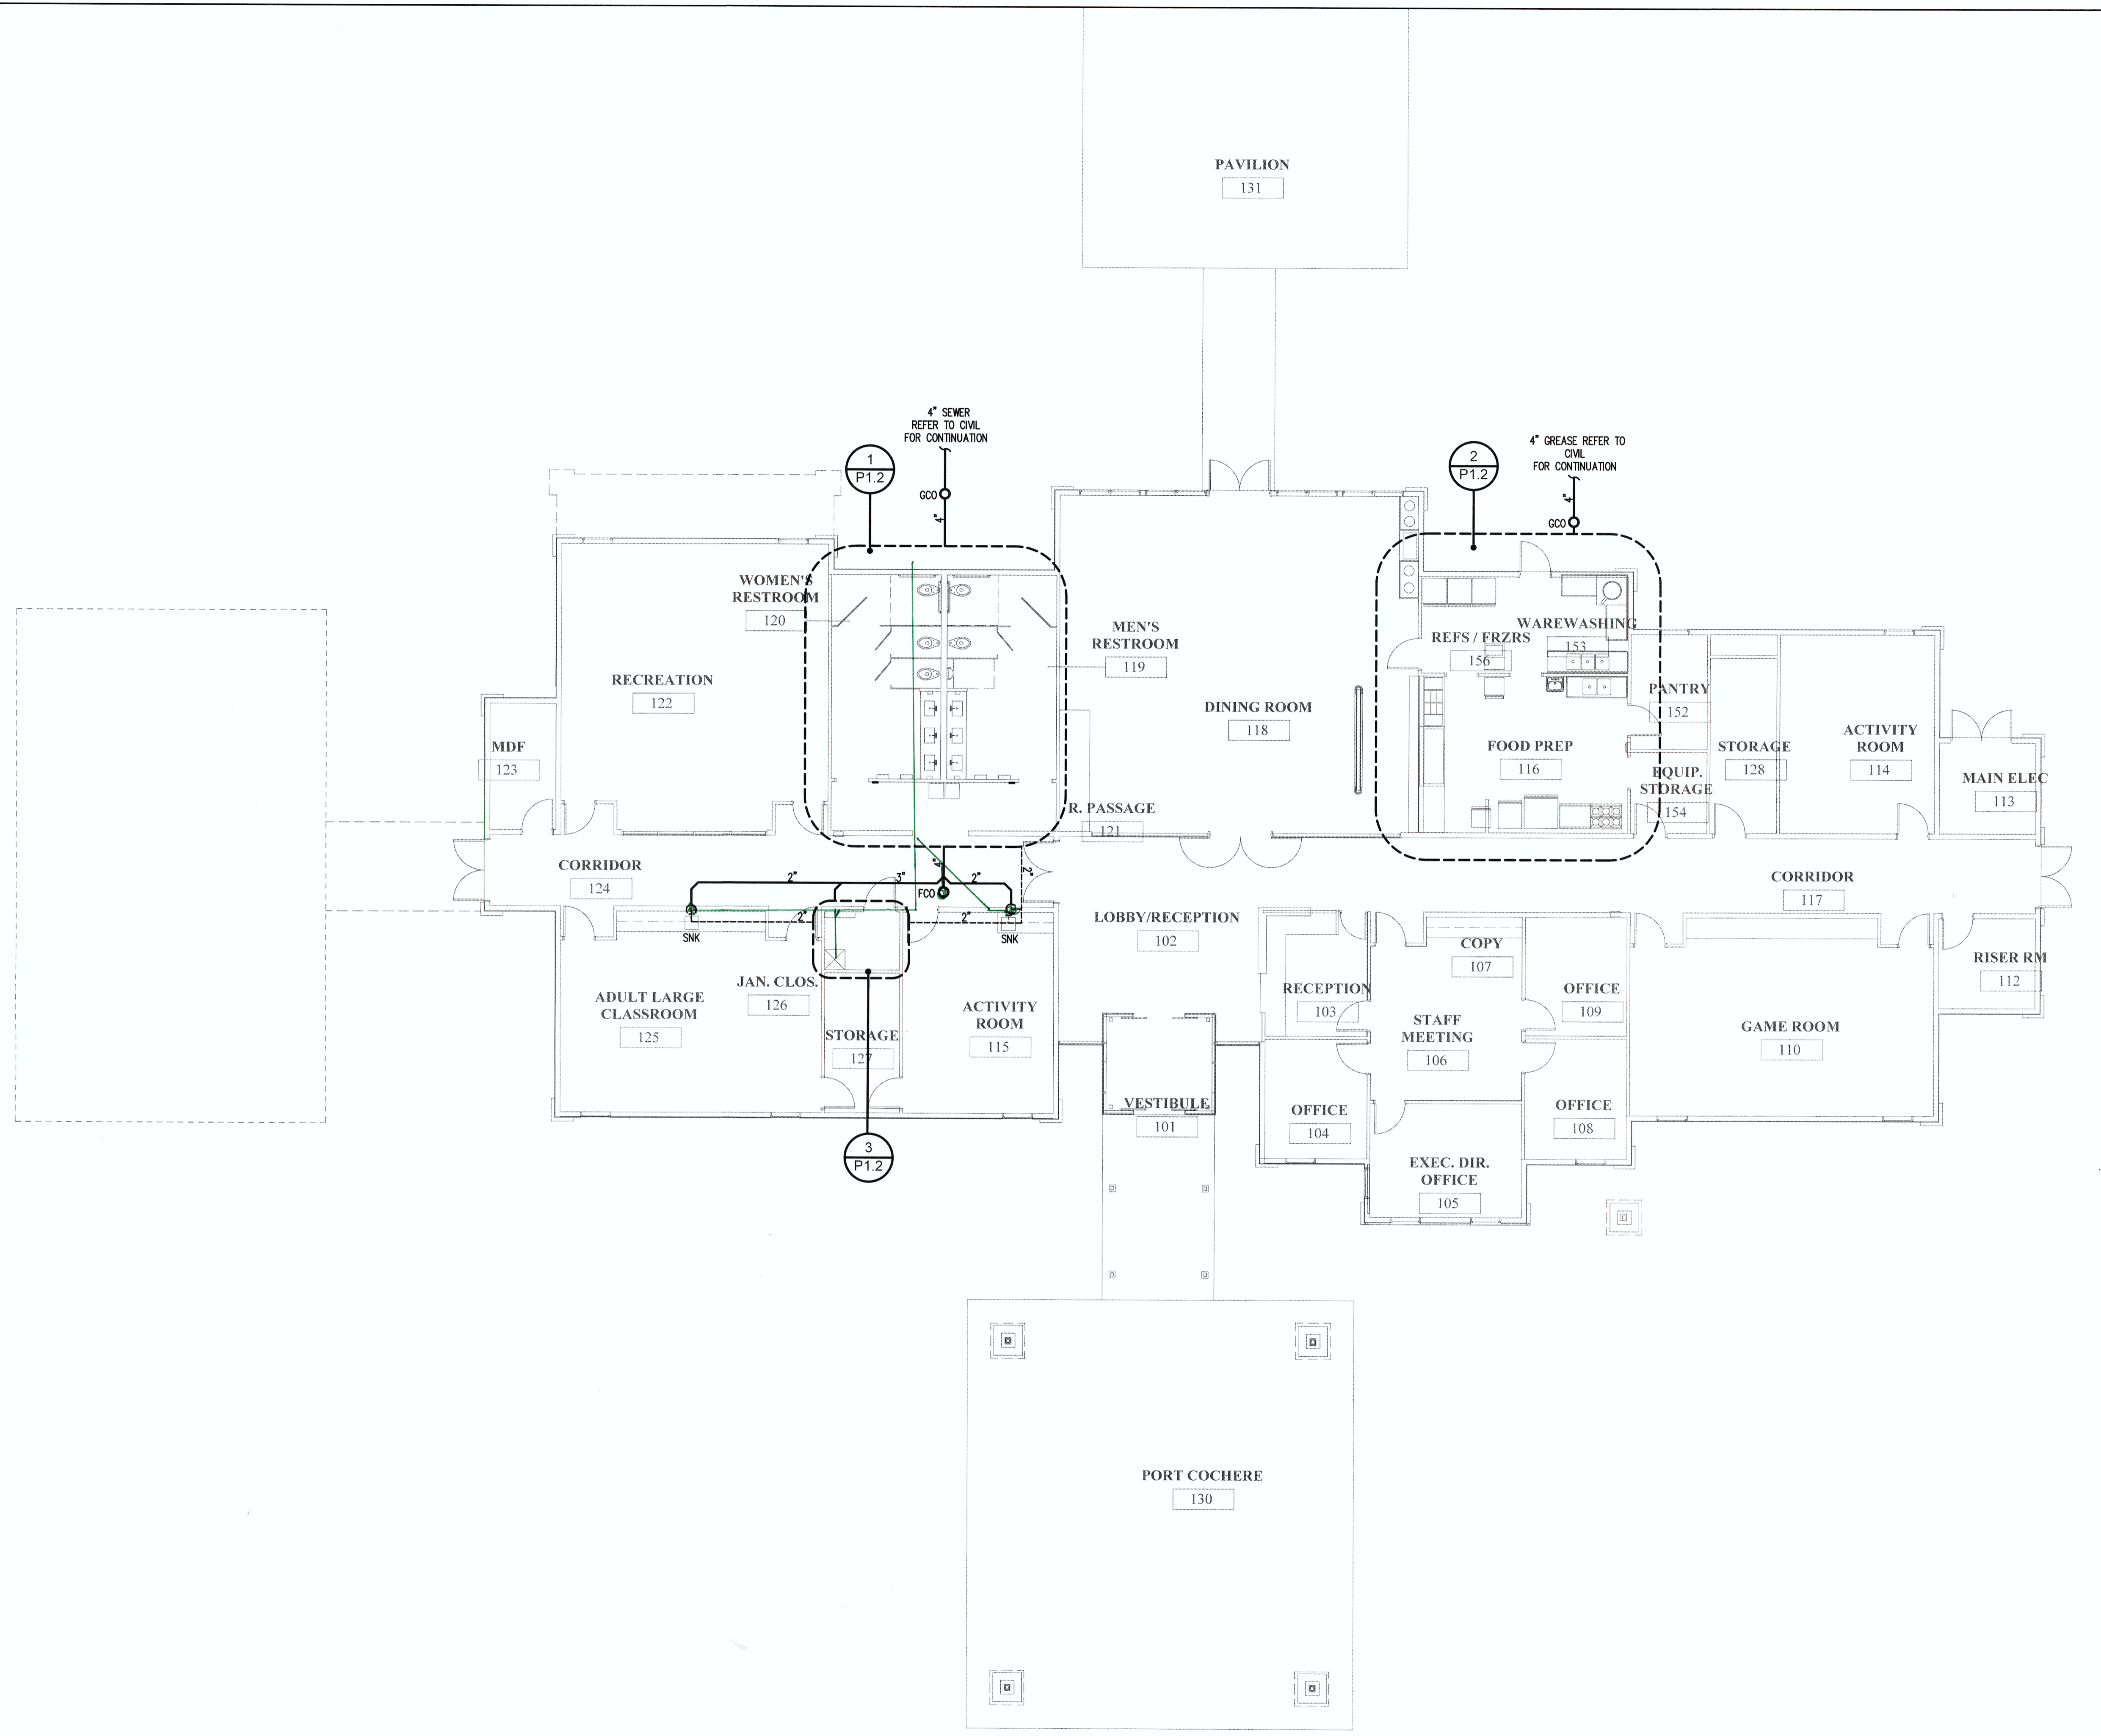 PAVILION
131
4" SEWER
REFER TO CIVIL
FOR CONTINUATION
1
P1.2
GCO
4"
2
P1.2
4" GREASE REFER TO
CIVIL
FOR CONTINUATION
4"
GCO
WOMEN'S
RESTROOM
120
MEN'S
RESTROOM
119
RECREATION
122
MDF
123
DINING ROOM
118
R. PASSAGE
121
REFS / FRZRS
156
WAREWASHING
153
FOOD PREP
116
PANTRY
152
EQUIP.
STORAGE
154
STORAGE
128
ACTIVITY
ROOM
114
MAIN ELEC
113
CORRIDOR
124
2"
3"
4"
2"
2"
FCO
2"
2"
SNK
SNK
LOBBY/RECEPTION
102
CORRIDOR
117
ADULT LARGE
CLASSROOM
125
JAN. CLOS.
126
STORAGE
127
ACTIVITY
ROOM
115
3
P1.2
RECEPTION
103
COPY
107
STAFF
MEETING
106
OFFICE
109
GAME ROOM
110
RISER RM
112
VESTIBULE
101
OFFICE
104
OFFICE
108
EXEC. DIR.
OFFICE
105
PORT COCHERE
130